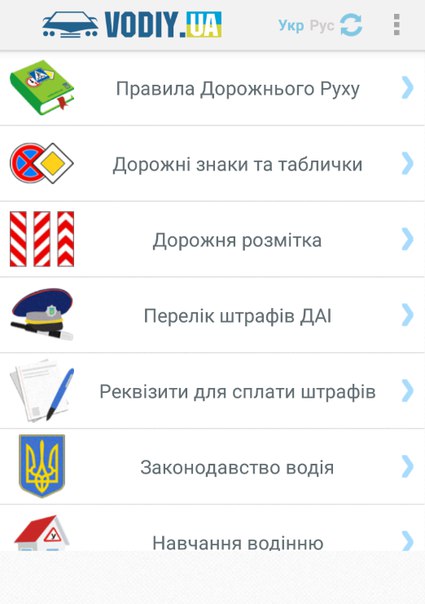 VODIY.UA
Укр Рус
Правила Дорожнього Руху
Дорожні знаки та таблички
Дорожня розмітка
Перелік штрафів ДАІ
Реквізити для сплати штрафів
Законодавство водія
Навчання водінню